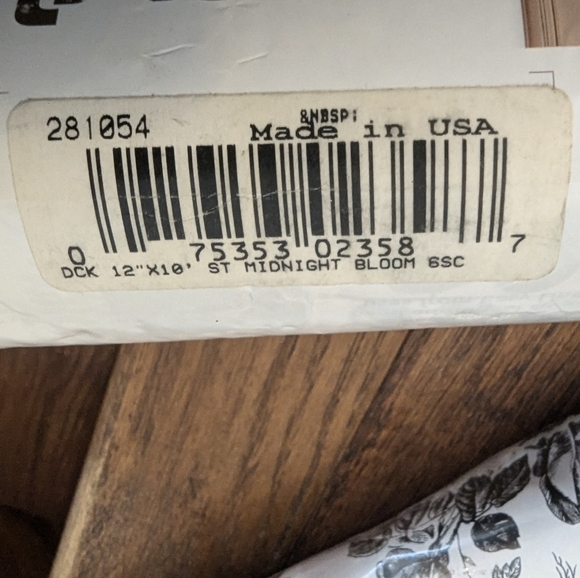 281054
&NBSP;
Made in USA
0 75353 02358 7
DCK 12"X10' ST MIDNIGHT BLOOM 6SC